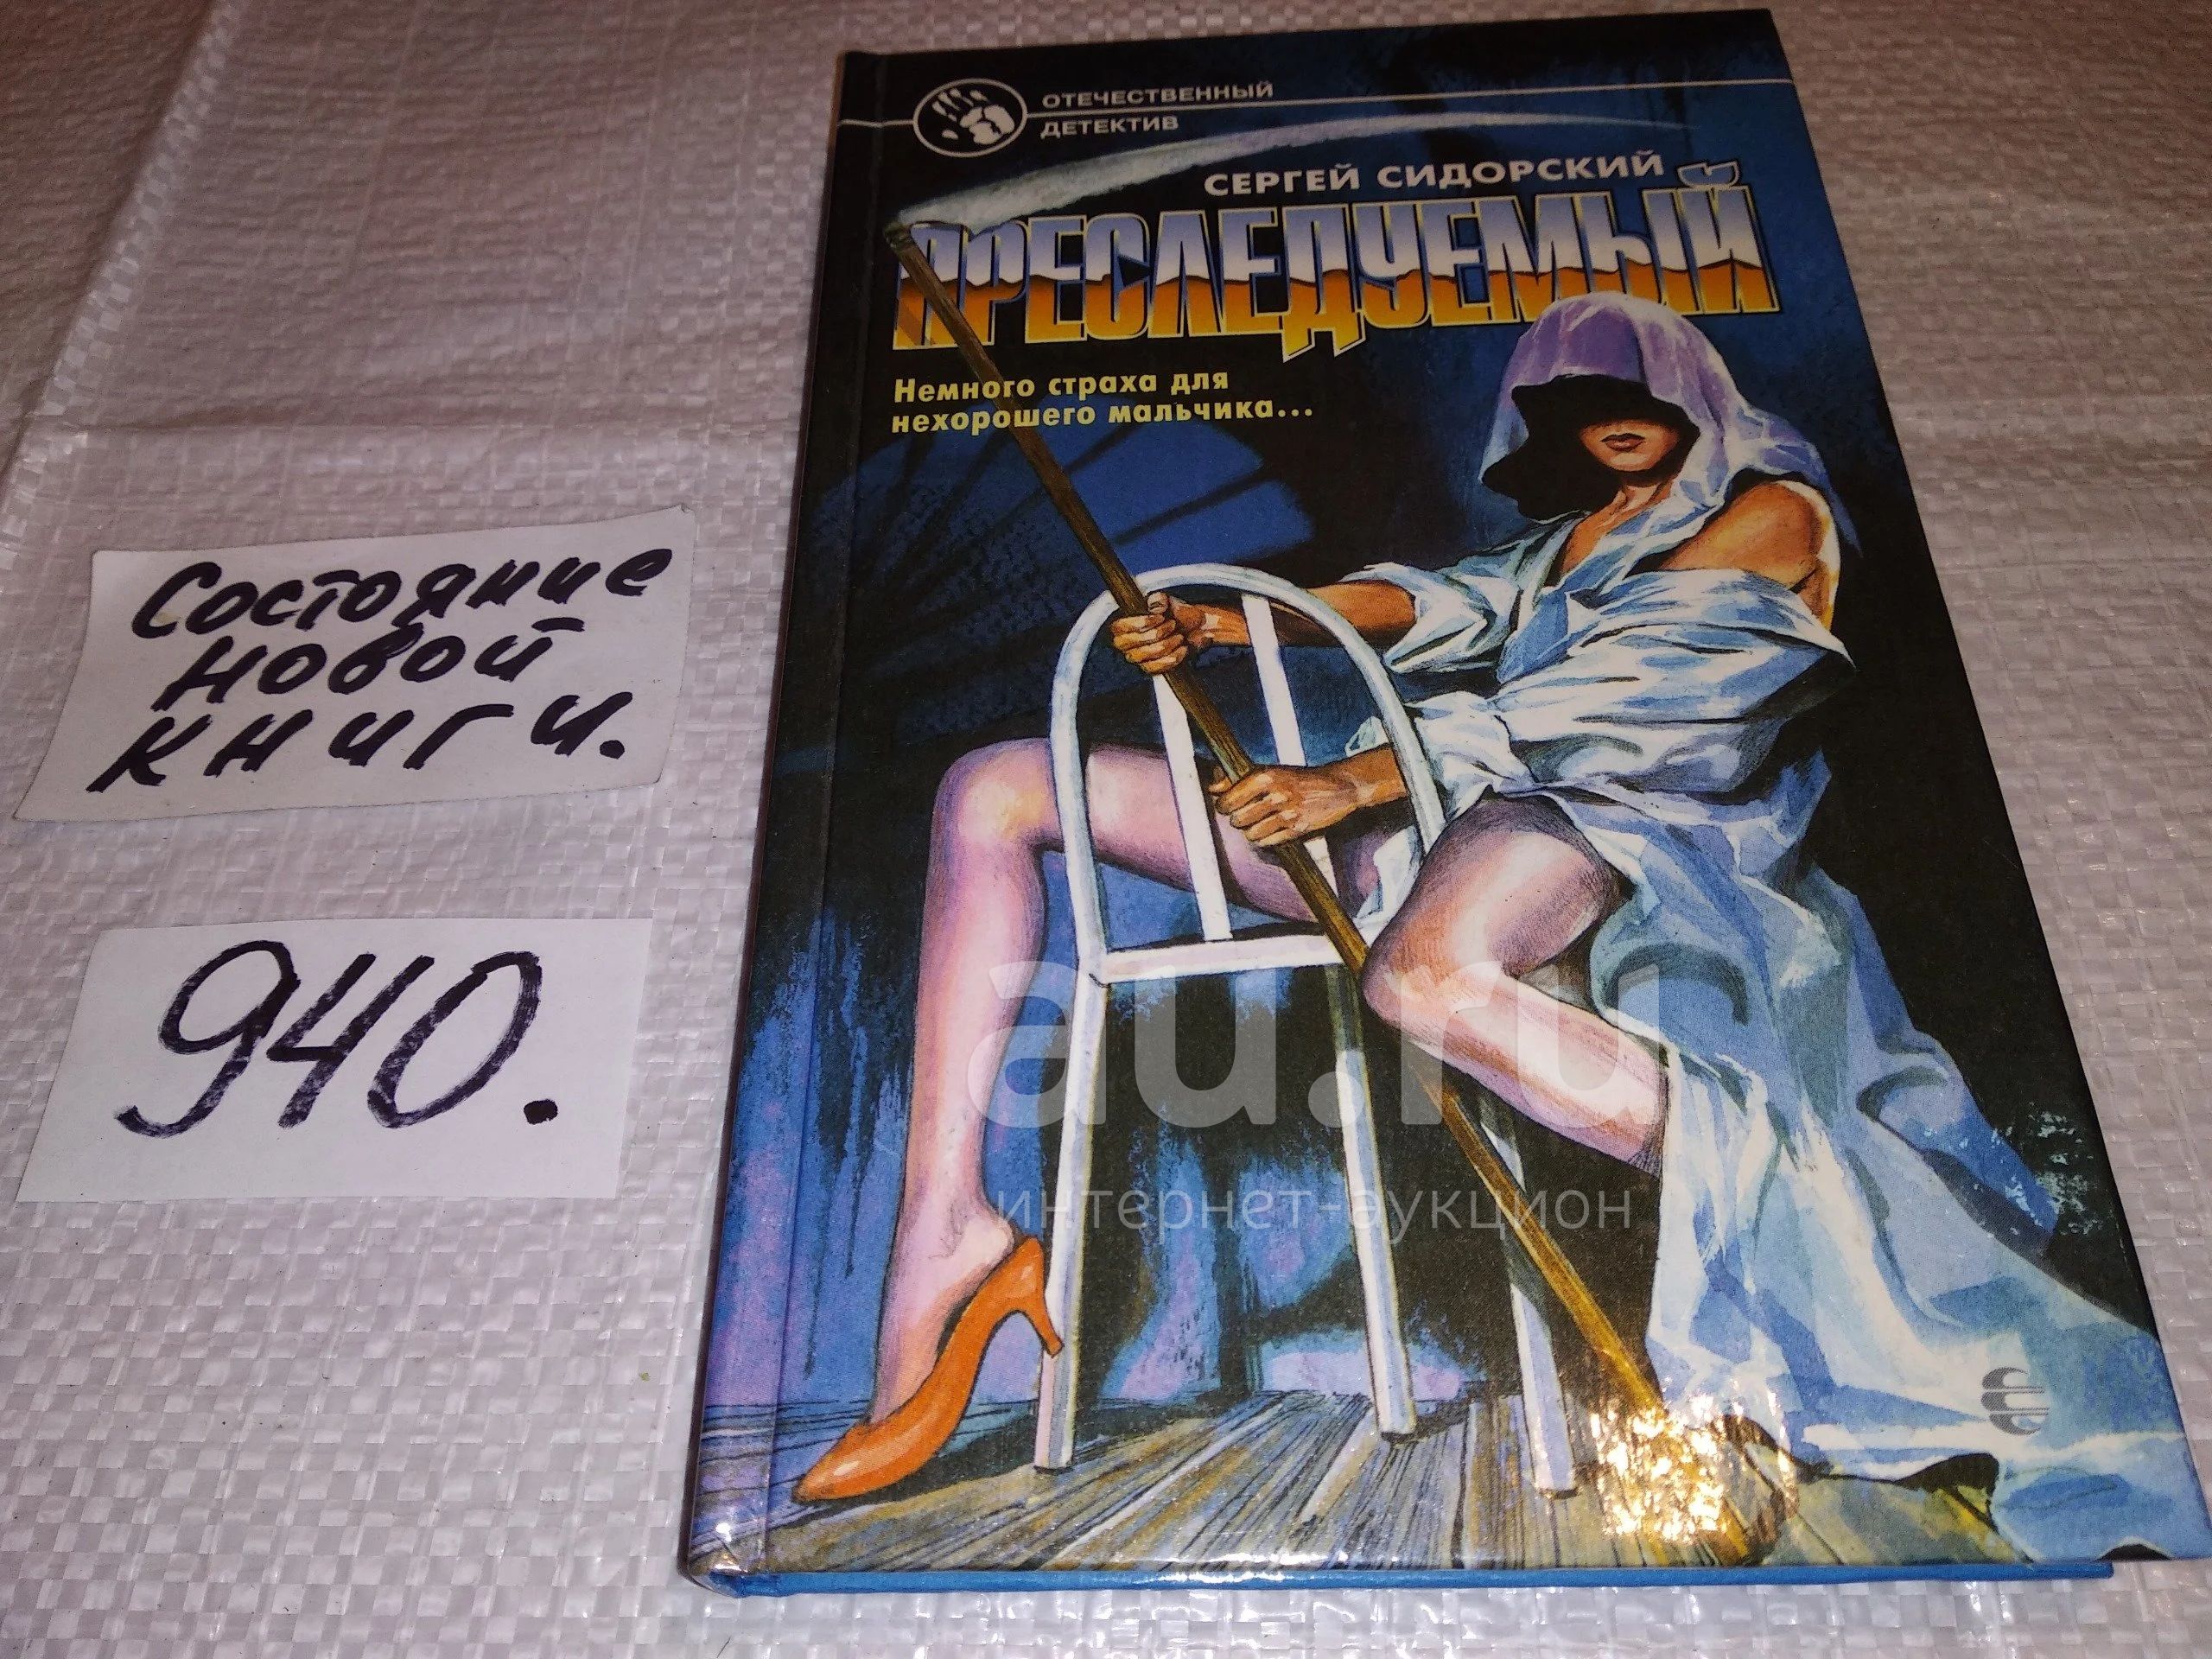 ОТЕЧЕСТВЕННЫЙ
ДЕТЕКТИВ
СЕРГЕЙ СИДОРСКИЙ
ПРЕСЛЕДУЕМЫЙ
Немного страха для
нехорошего мальчика...
Состояние
новой
книги.
940.
au.ru
интернет-аукцион